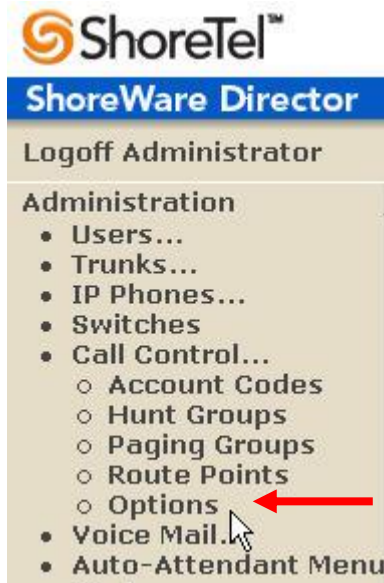 ShoreTel™
ShoreWare Director
Logoff Administrator
Administration
• Users...
• Trunks...
• IP Phones...
• Switches
• Call Control...
○ Account Codes
○ Hunt Groups
○ Paging Groups
○ Route Points
○ Options
• Voice Mail...
• Auto-Attendant Menu